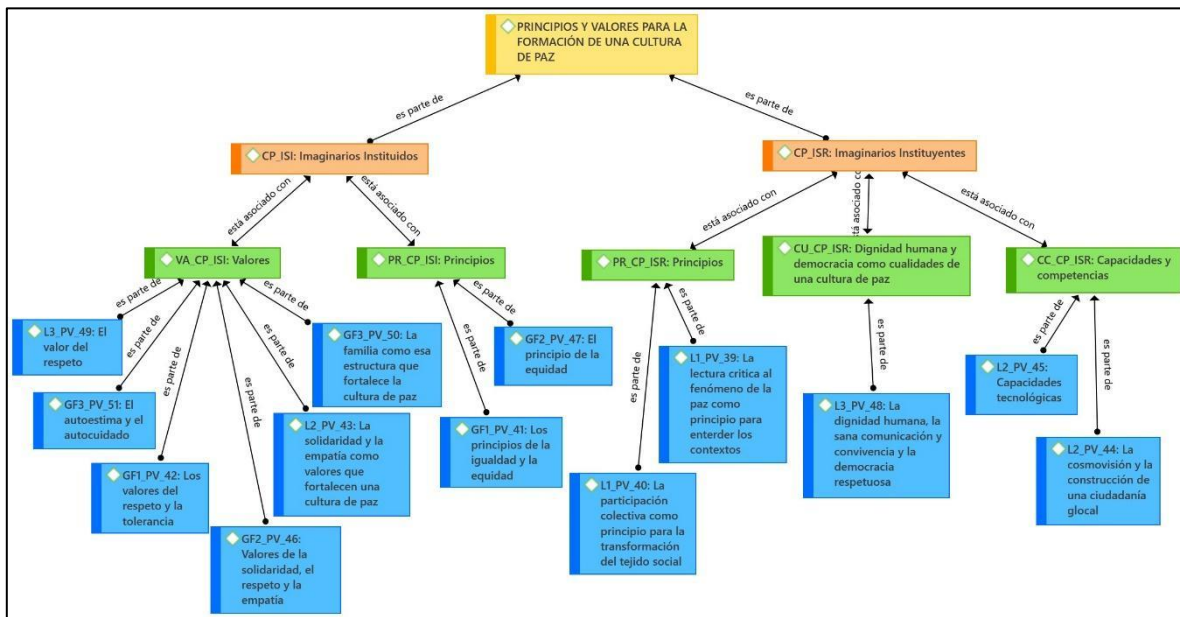 PRINCIPIOS Y VALORES PARA LA
FORMACIÓN DE UNA CULTURA
DE PAZ
es parte de
es parte de
CP_ISI: Imaginarios Instituidos
CP_ISR: Imaginarios Instituyentes
está asociado con
está asociado con
está asociado con
está asociado con
está asociado con
VA_CP_ISI: Valores
PR_CP_ISI: Principios
PR_CP_ISR: Principios
CU_CP_ISR: Dignidad humana y
democracia como cualidades de
una cultura de paz
CC_CP_ISR: Capacidades y
competencias
es parte de
es parte de
es parte de
es parte de
es parte de
es parte de
es parte de
es parte de
es parte de
es parte de
es parte de
es parte de
es parte de
L3_PV_49: El
valor del
respeto
GF3_PV_51: El
autoestima y el
autocuidado
GF1_PV_42: Los
valores del
respeto y la
tolerancia
GF2_PV_46:
Valores de la
solidaridad, el
respeto y la
empatía
L2_PV_43: La
solidaridad y la
empatía como
valores que
fortalecen una
cultura de paz
GF3_PV_50: La
familia como esa
estructura que
fortalece la
cultura de paz
GF1_PV_41: Los
principios de la
igualdad y la
equidad
GF2_PV_47: El
principio de la
equidad
L1_PV_40: La
participación
colectiva como
principio para la
transformación
del tejido social
L1_PV_39: La
lectura critica al
fenómeno de la
paz como
principio para
enterder los
contextos
L3_PV_48: La
dignidad humana, la
sana comunicación y
convivencia y la
democracia
respetuosa
L2_PV_45:
Capacidades
tecnológicas
L2_PV_44: La
cosmovisión y la
construcción de
una ciudadanía
glocal